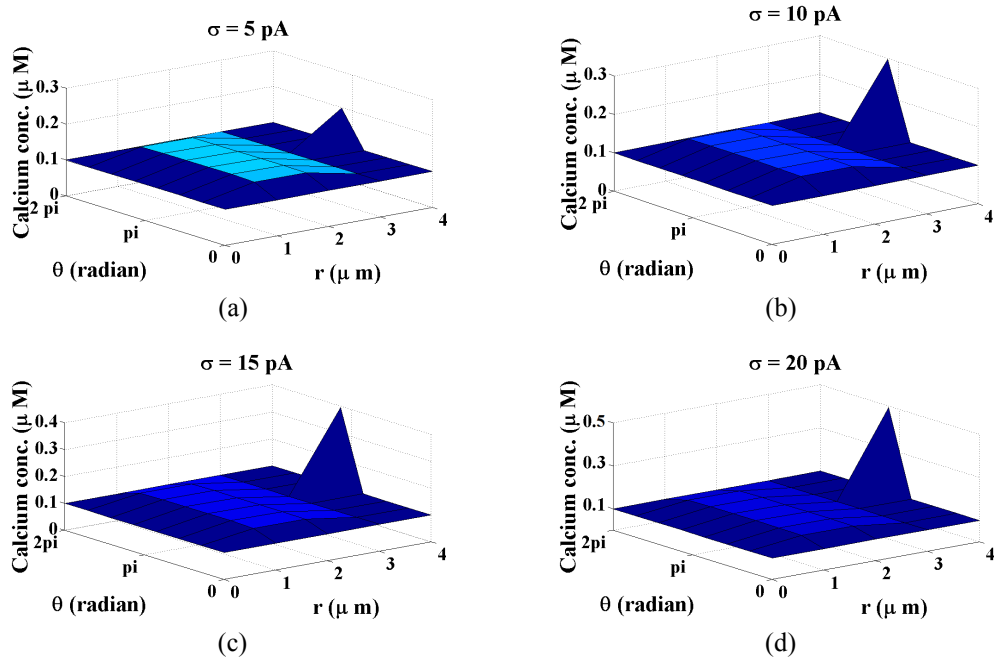 σ = 5 pA
Calcium conc. (μ M)
0.3
0.2
0.1
0
2 pi
pi
0
θ (radian)
0
1
2
3
4
r (μ m)
(a)
σ = 10 pA
Calcium conc. (μ M)
0.3
0.2
0.1
0
2 pi
pi
0
θ (radian)
0
1
2
3
4
r (μ m)
(b)
σ = 15 pA
Calcium conc. (μ M)
0.4
0.3
0.2
0.1
0
2pi
pi
0
θ (radian)
0
1
2
3
4
r (μ m)
(c)
σ = 20 pA
Calcium conc. (μ M)
0.5
0.3
0.1
2pi
pi
0
θ (radian)
0
1
2
3
4
r (μ m)
(d)